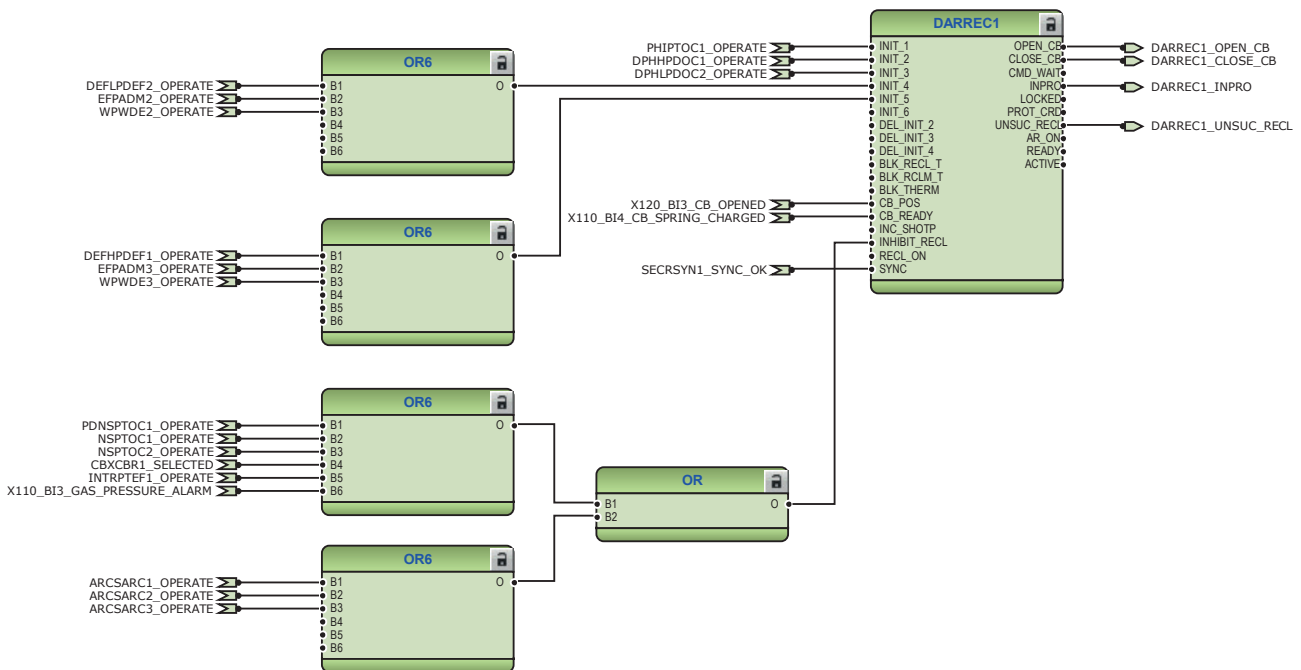 DARREC1
PHIPTOC1_OPERATE INIT_1 OPEN_CB DARREC1_OPEN_CB
DPHHPDOC1_OPERATE INIT_2 CLOSE_CB DARREC1_CLOSE_CB
DPHLPDOC2_OPERATE INIT_3 CMD_WAIT
INIT_4 INPRO DARREC1_INPRO
INIT_5 LOCKED
INIT_6 PROT_CRD
DEL_INIT_2 UNSUC_RECL DARREC1_UNSUC_RECL
DEL_INIT_3 AR_ON
DEL_INIT_4 READY
BLK_RECL_T ACTIVE
BLK_RCLM_T
BLK_THERM
X120_BI3_CB_OPENED CB_POS
X110_BI4_CB_SPRING_CHARGED CB_READY
INC_SHOTP
INHIBIT_RECL
RECL_ON
SECRSYN1_SYNC_OK SYNC
OR6
DEFLPDEF2_OPERATE B1 O
EFPADM2_OPERATE B2
WPWDE2_OPERATE B3
B4
B5
B6
OR6
DEFHPDEF1_OPERATE B1 O
EFPADM3_OPERATE B2
WPWDE3_OPERATE B3
B4
B5
B6
OR6
PDNSPTOC1_OPERATE B1 O
NSPTOC1_OPERATE B2
NSPTOC2_OPERATE B3
CBXCBR1_SELECTED B4
INTRPTEF1_OPERATE B5
X110_BI3_GAS_PRESSURE_ALARM B6
OR
B1 O
B2
OR6
ARCSARC1_OPERATE B1 O
ARCSARC2_OPERATE B2
ARCSARC3_OPERATE B3
B4
B5
B6